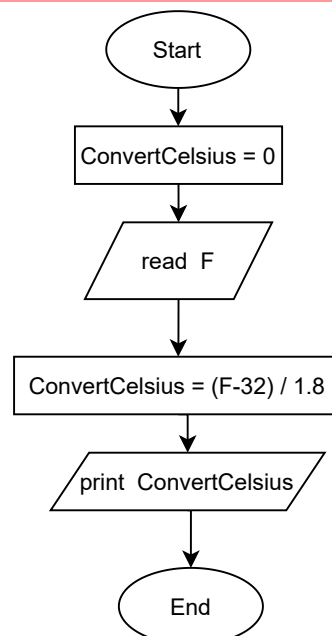 Start
ConvertCelsius = 0
read  F
ConvertCelsius = (F-32) / 1.8
print  ConvertCelsius
End